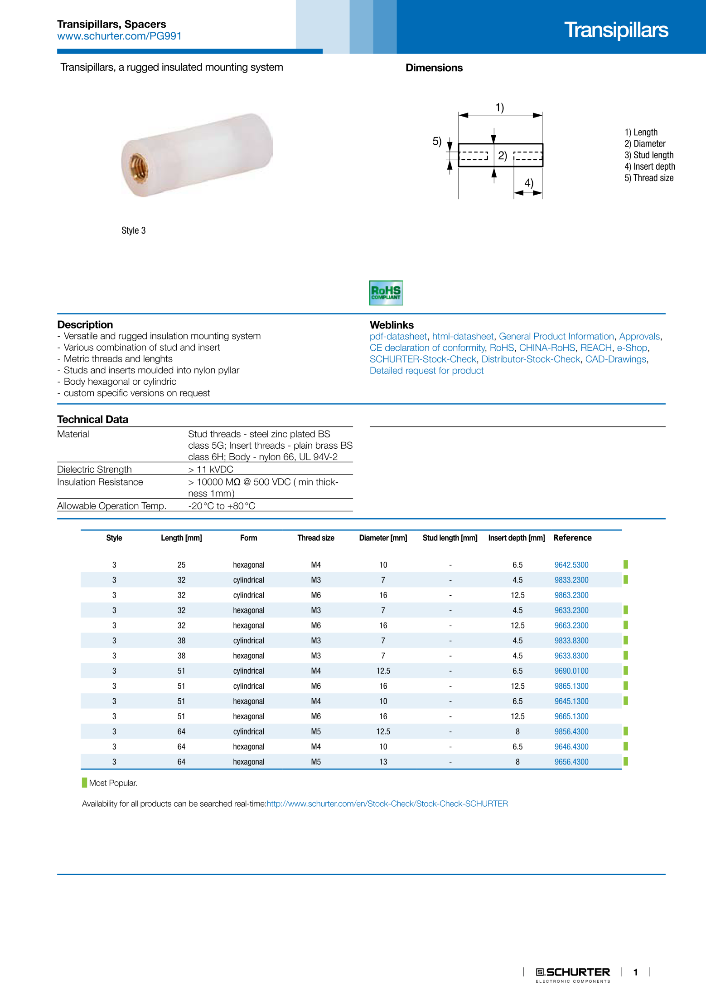 Transipillars, Spacers
www.schurter.com/PG991
Transipillars
Transipillars, a rugged insulated mounting system
Dimensions
1)
5)
2)
4)
1) Length
2) Diameter
3) Stud length
4) Insert depth
5) Thread size
Style 3
RoHS
COMPLIANT
Description
- Versatile and rugged insulation mounting system
- Various combination of stud and insert
- Metric threads and lenghts
- Studs and inserts moulded into nylon pyllar
- Body hexagonal or cylindric
- custom specific versions on request
Weblinks
pdf-datasheet, html-datasheet, General Product Information, Approvals,
CE declaration of conformity, RoHS, CHINA-RoHS, REACH, e-Shop,
SCHURTER-Stock-Check, Distributor-Stock-Check, CAD-Drawings,
Detailed request for product
Technical Data
Material Stud threads - steel zinc plated BS
class 5G; Insert threads - plain brass BS
class 6H; Body - nylon 66, UL 94V-2
Dielectric Strength > 11 kVDC
Insulation Resistance > 10000 MΩ @ 500 VDC ( min thick-
ness 1mm)
Allowable Operation Temp. -20 °C to +80 °C
Style Length [mm] Form Thread size Diameter [mm] Stud length [mm] Insert depth [mm] Reference
3 25 hexagonal M4 10 - 6.5 9642.5300
3 32 cylindrical M3 7 - 4.5 9833.2300
3 32 cylindrical M6 16 - 12.5 9863.2300
3 32 hexagonal M3 7 - 4.5 9633.2300
3 32 hexagonal M6 16 - 12.5 9663.2300
3 38 cylindrical M3 7 - 4.5 9833.8300
3 38 hexagonal M3 7 - 4.5 9633.8300
3 51 cylindrical M4 12.5 - 6.5 9690.0100
3 51 cylindrical M6 16 - 12.5 9865.1300
3 51 hexagonal M4 10 - 6.5 9645.1300
3 51 hexagonal M6 16 - 12.5 9665.1300
3 64 cylindrical M5 12.5 - 8 9856.4300
3 64 hexagonal M4 10 - 6.5 9646.4300
3 64 hexagonal M5 13 - 8 9656.4300
Most Popular.
Availability for all products can be searched real-time:http://www.schurter.com/en/Stock-Check/Stock-Check-SCHURTER
SCHURTER 1
ELECTRONIC COMPONENTS